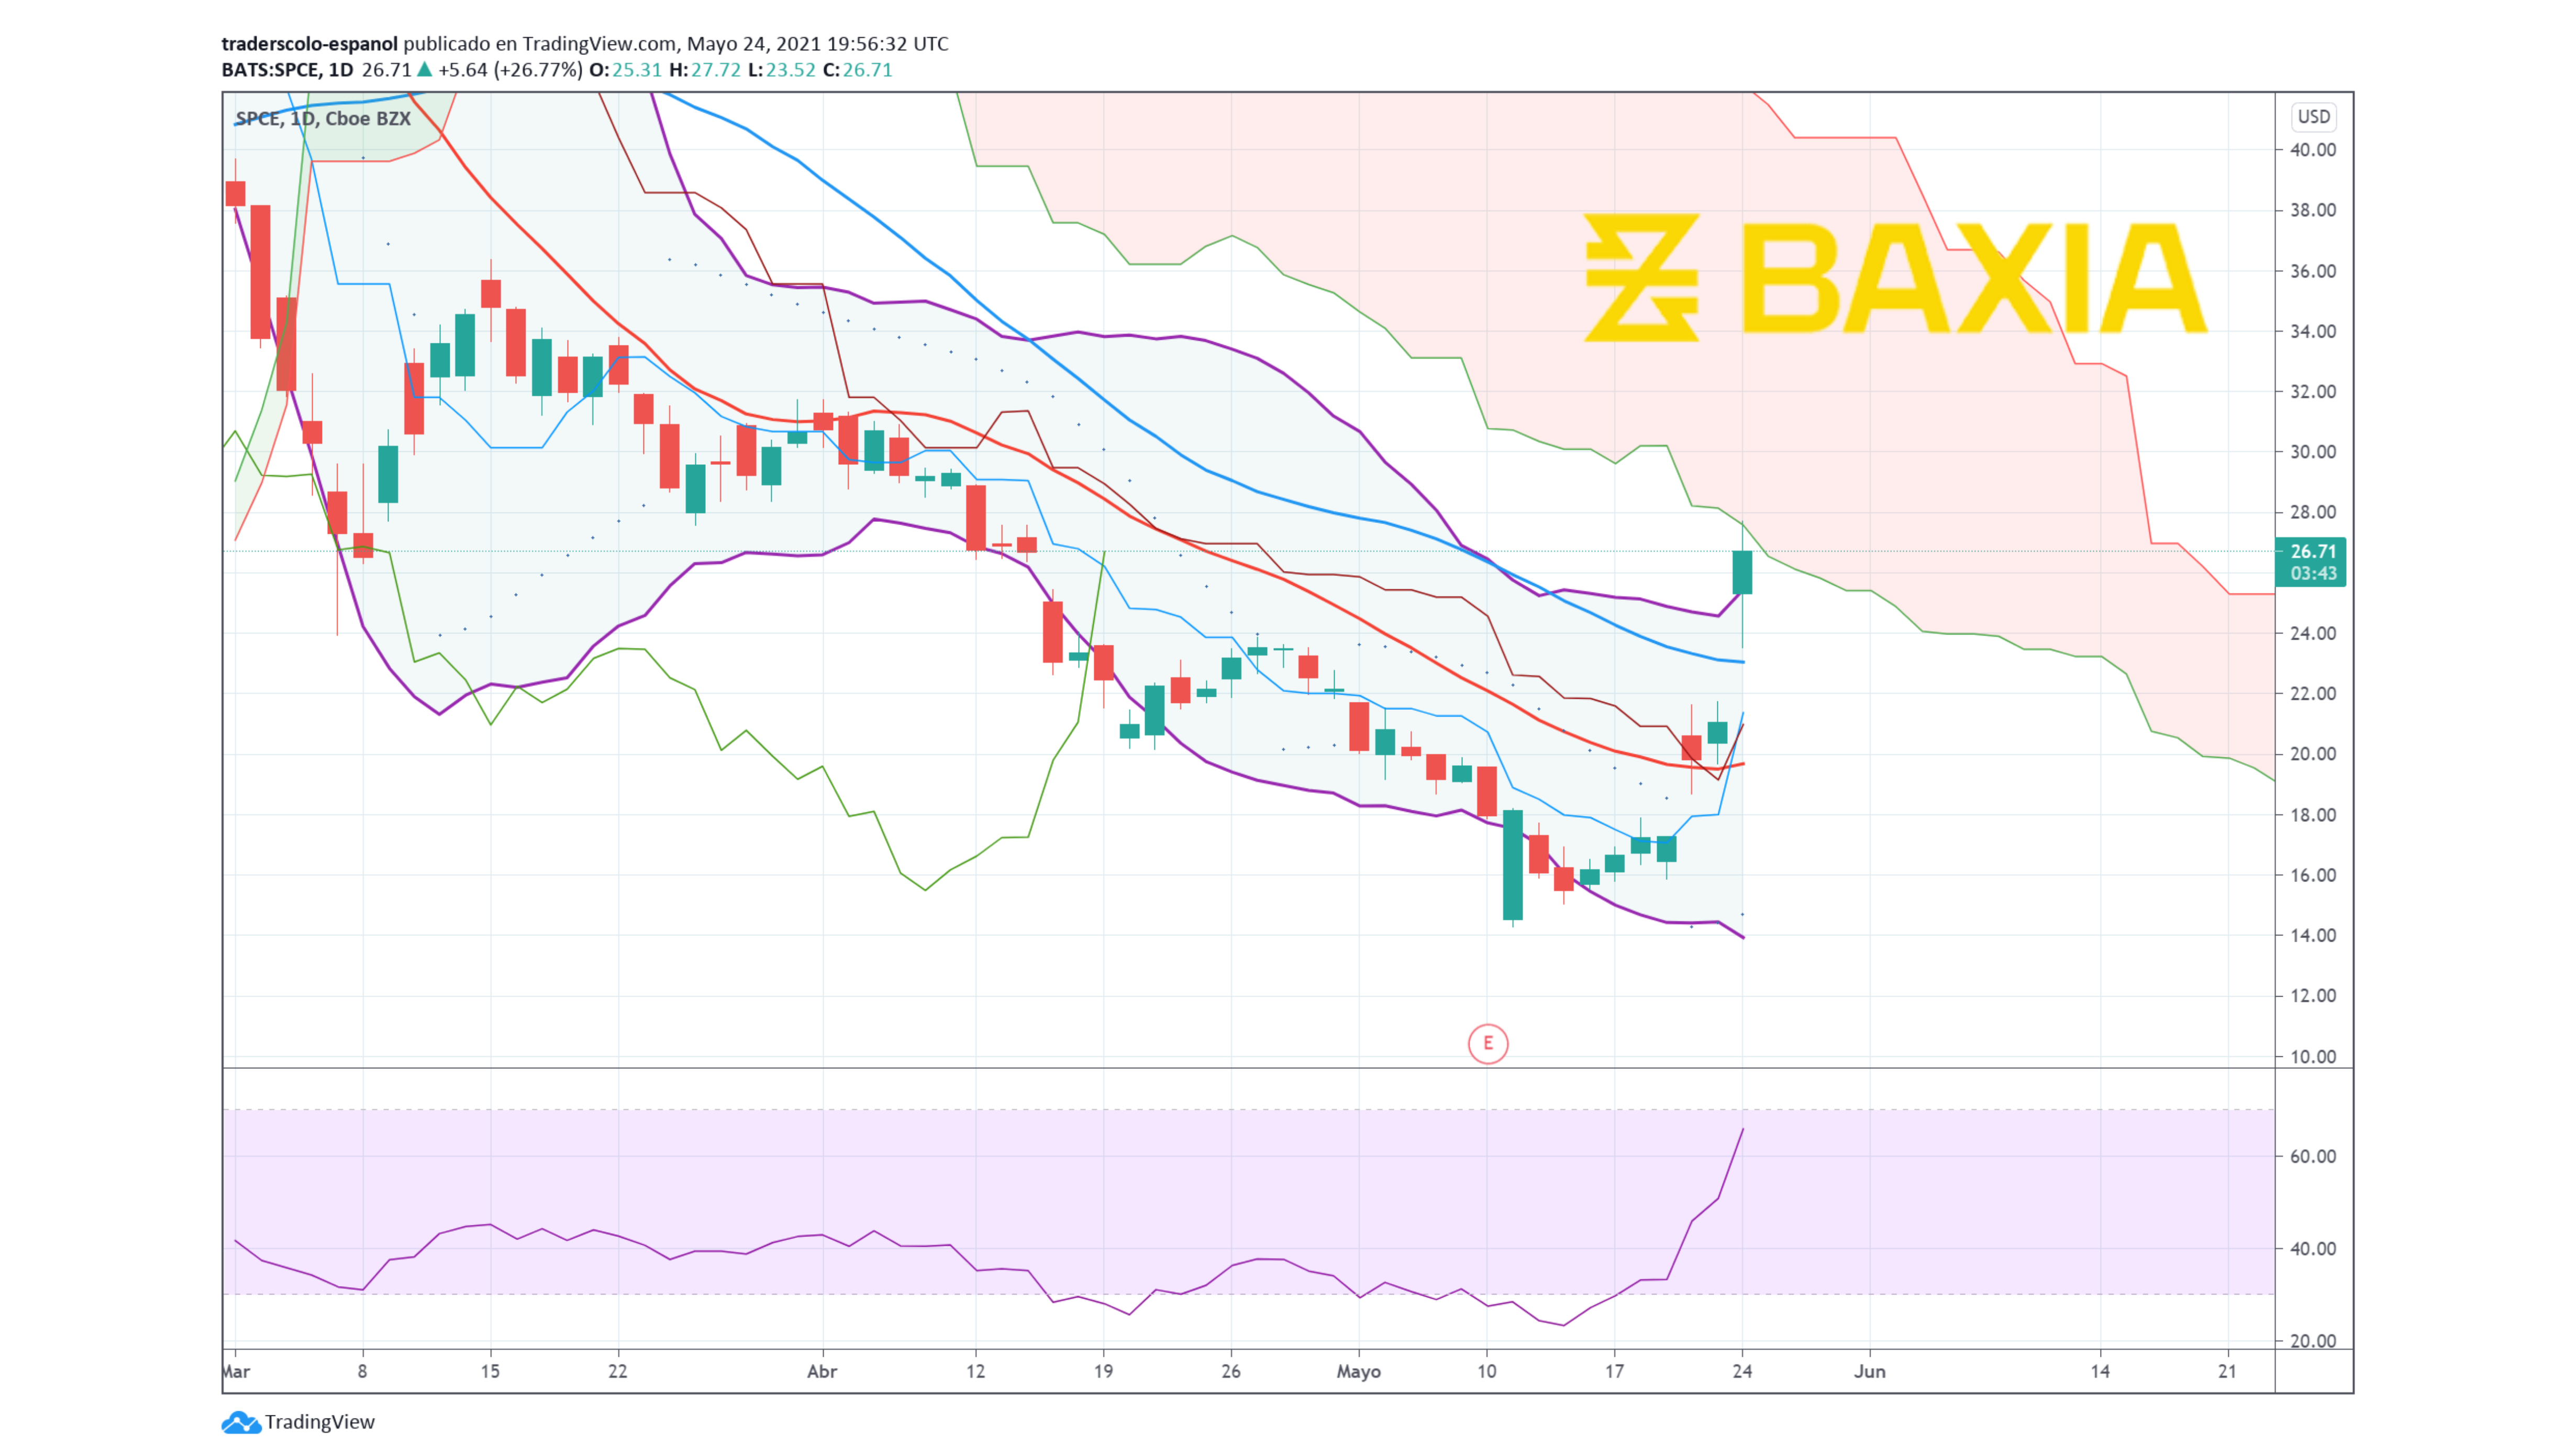 traderscolo-espanol publicado en TradingView.com, Mayo 24, 2021 19:56:32 UTC
BATS:SPCE, 1D 26.71 ▲ +5.64 (+26.77%) O:25.31 H:27.72 L:23.52 C:26.71
SPCE, 1D, Cboe BZX
USD
BAXIA
40.00
38.00
36.00
34.00
32.00
30.00
28.00
26.71
03:43
24.00
22.00
20.00
18.00
16.00
14.00
12.00
E
10.00
60.00
40.00
20.00
Mar 8 15 22 Abr 12 19 26 Mayo 10 17 24 Jun 14 21
TradingView